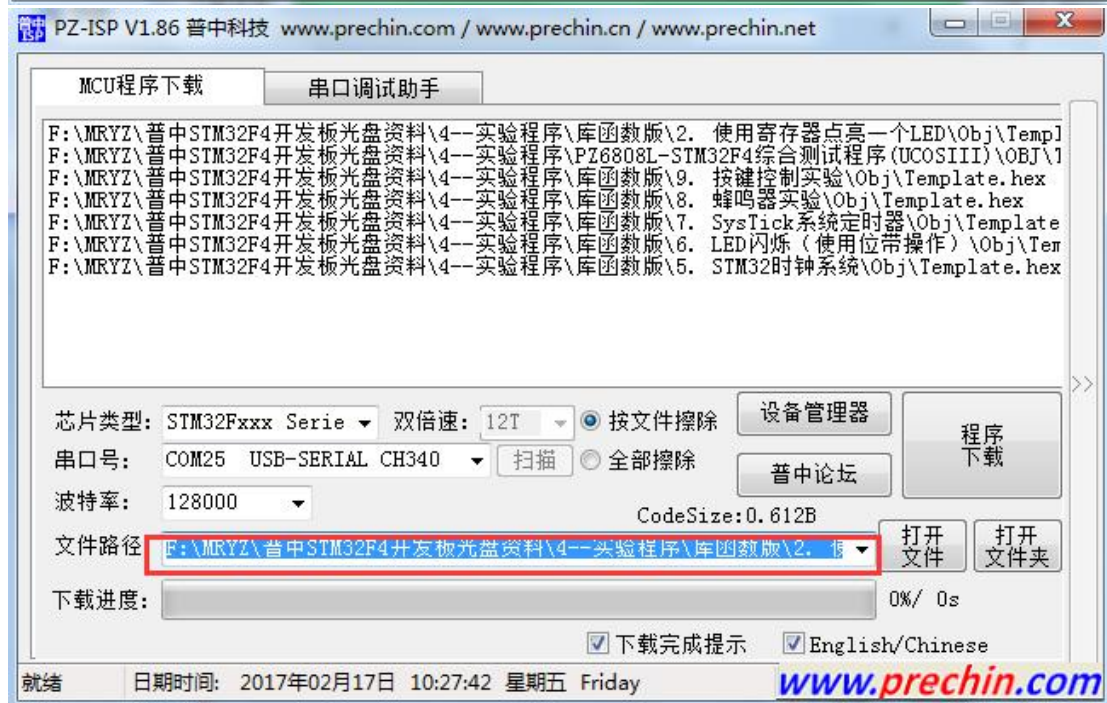 PZ-ISP V1.86 普中科技 www.prechin.com / www.prechin.cn / www.prechin.net
MCU程序下载 串口调试助手
F:\MRYZ\普中STM32F4开发板光盘资料\4--实验程序\库函数版\2. 使用寄存器点亮一个LED\Obj\Templ
F:\MRYZ\普中STM32F4开发板光盘资料\4--实验程序\PZ6808L-STM32F4综合测试程序(UCOSIII)\OBJ\T
F:\MRYZ\普中STM32F4开发板光盘资料\4--实验程序\库函数版\9. 按键控制实验\Obj\Template.hex
F:\MRYZ\普中STM32F4开发板光盘资料\4--实验程序\库函数版\8. 蜂鸣器实验\Obj\Template.hex
F:\MRYZ\普中STM32F4开发板光盘资料\4--实验程序\库函数版\7. SysTick系统定时器\Obj\Template
F:\MRYZ\普中STM32F4开发板光盘资料\4--实验程序\库函数版\6. LED闪烁（使用位带操作）\Obj\Tem
F:\MRYZ\普中STM32F4开发板光盘资料\4--实验程序\库函数版\5. STM32时钟系统\Obj\Template.hex
>>
芯片类型: STM32Fxxx Serie 双倍速: 12T 按文件擦除 设备管理器 程序
下载
串口号: COM25 USB-SERIAL CH340 扫描 全部擦除 普中论坛
波特率: 128000 CodeSize:0.612B
文件路径 F:\MRYZ\普中STM32F4开发板光盘资料\4--实验程序\库函数版\2. 打开
文件 打开
文件夹
下载进度: 0%/ 0s
下载完成提示 English/Chinese
就绪 日期时间: 2017年02月17日 10:27:42 星期五 Friday www.prechin.com